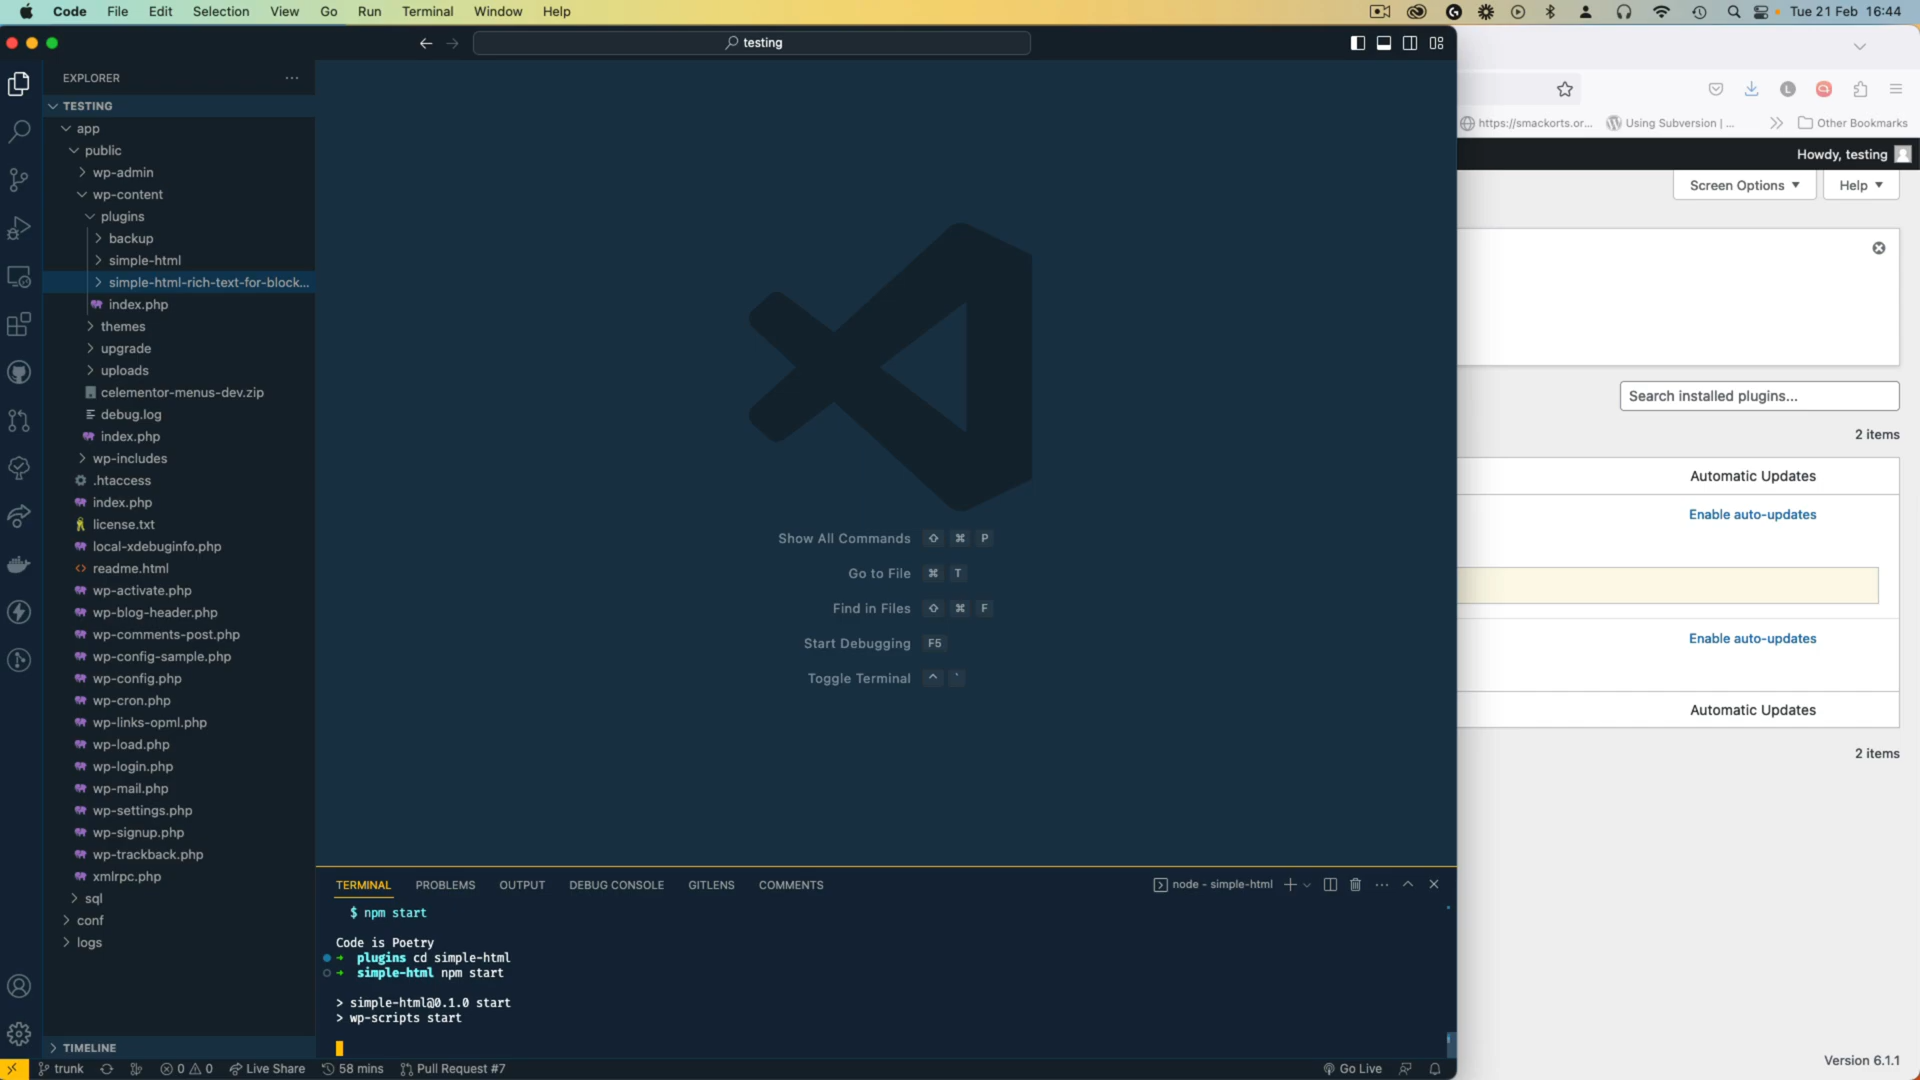 Code File Edit Selection View Go Run Terminal Window Help Tue 21 Feb 16:44
testing
EXPLORER
TESTING
app
public
wp-admin
wp-content
plugins
backup
simple-html
simple-html-rich-text-for-block...
index.php
themes
upgrade
uploads
celementor-menus-dev.zip
debug.log
index.php
wp-includes
.htaccess
index.php
license.txt
local-xdebuginfo.php
readme.html
wp-activate.php
wp-blog-header.php
wp-comments-post.php
wp-config-sample.php
wp-config.php
wp-cron.php
wp-links-opml.php
wp-load.php
wp-login.php
wp-mail.php
wp-settings.php
wp-signup.php
wp-trackback.php
xmlrpc.php
sql
conf
logs
TIMELINE
Show All Commands ⇧ ⌘ P
Go to File ⌘ T
Find in Files ⇧ ⌘ F
Start Debugging F5
Toggle Terminal ^ `
TERMINAL PROBLEMS OUTPUT DEBUG CONSOLE GITLENS COMMENTS node - simple-html
$ npm start
Code is Poetry
➜ plugins cd simple-html
➜ simple-html npm start
> simple-html@0.1.0 start
> wp-scripts start
trunk 0 0 Live Share 58 mins Pull Request #7 Go Live
L
https://smackorts.or... Using Subversion | ... Other Bookmarks
Howdy, testing
Screen Options ▼ Help ▼
Search installed plugins...
2 items
Automatic Updates
Enable auto-updates
Enable auto-updates
Automatic Updates
2 items
Version 6.1.1